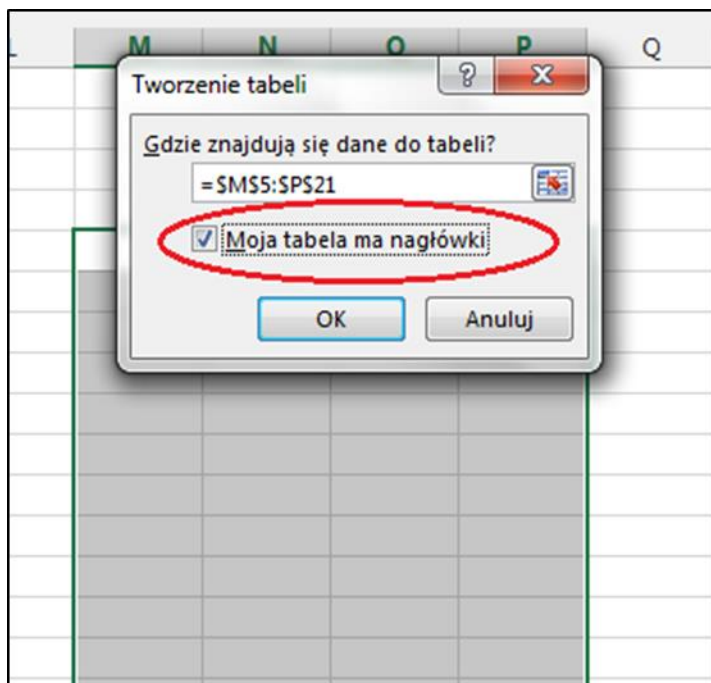 M N O P Q
Tworzenie tabeli ?
Gdzie znajdują się dane do tabeli?
=$M$5:$P$21
Moja tabela ma nagłówki
OK Anuluj